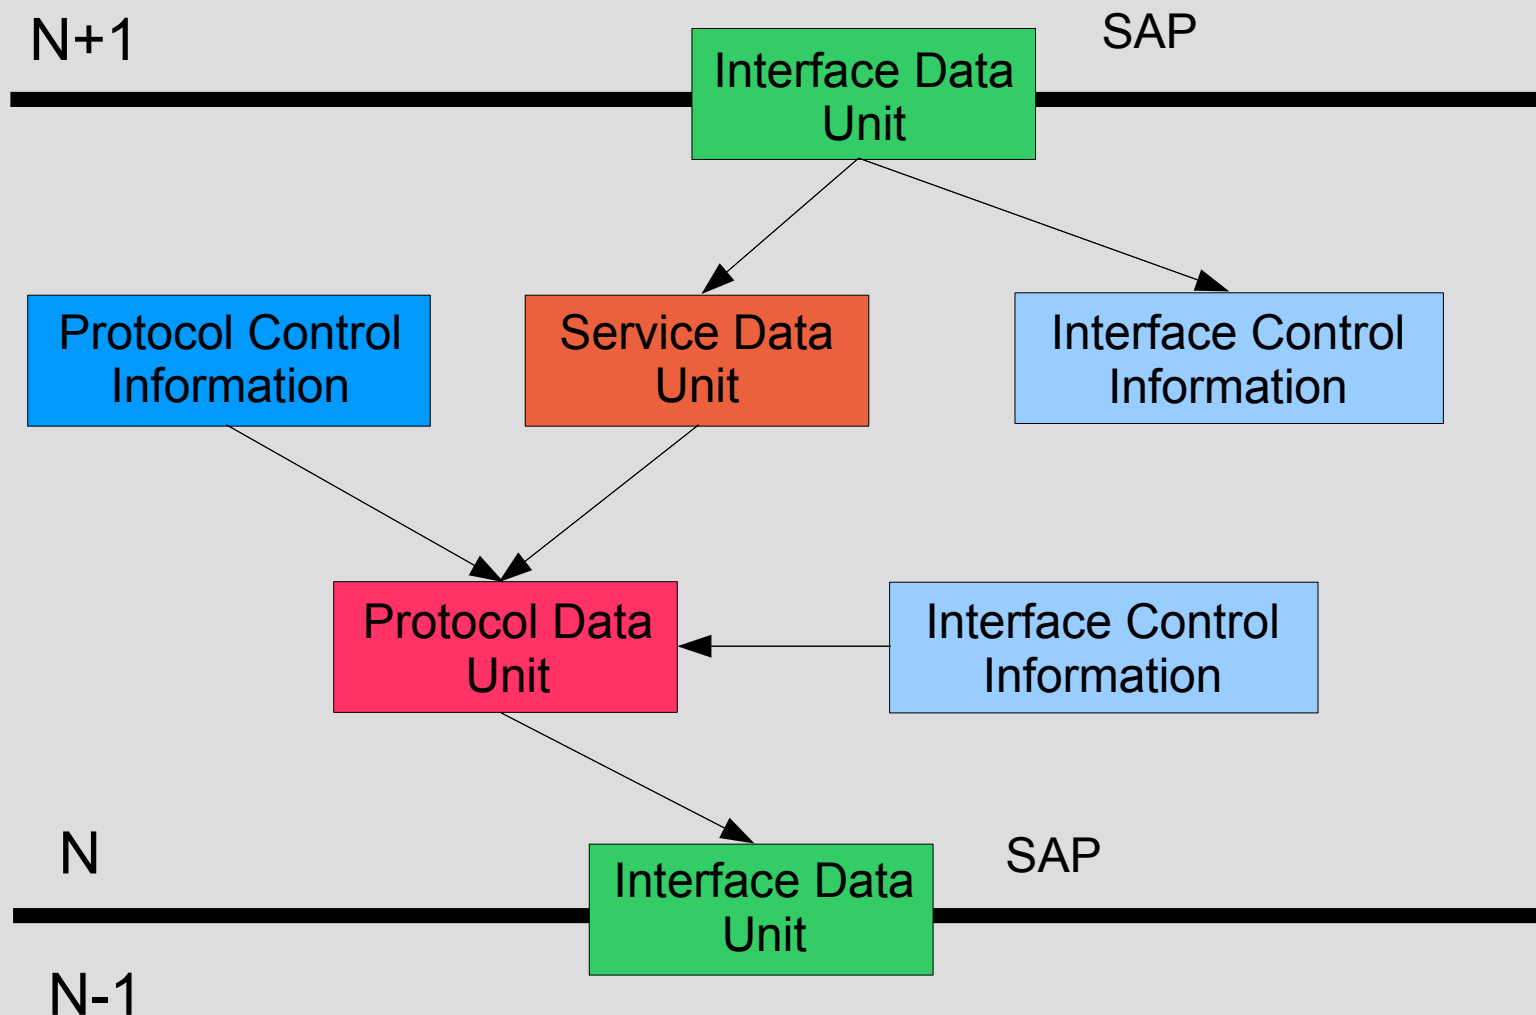 N+1
SAP
Interface Data
Unit
Protocol Control
Information
Service Data
Unit
Interface Control
Information
Protocol Data
Unit
Interface Control
Information
N
SAP
Interface Data
Unit
N-1